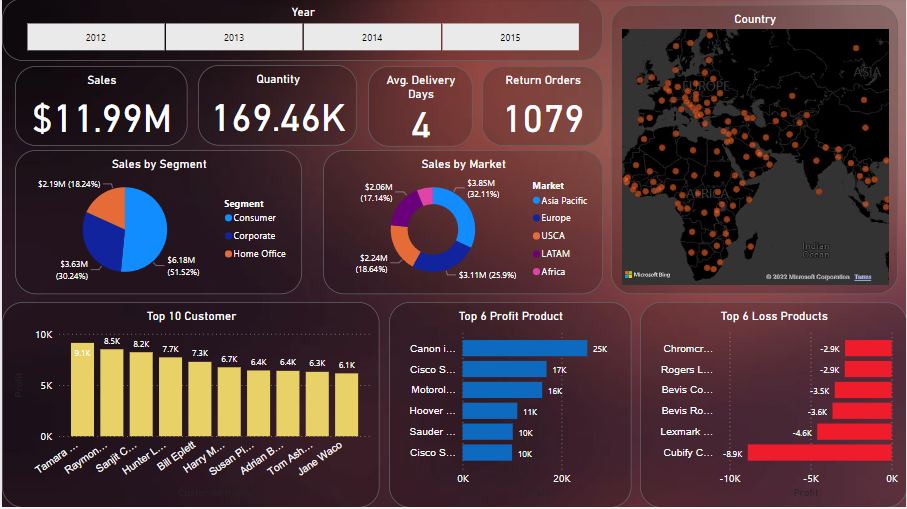 Year
2012
2013
2014
2015
Sales
$11.99M
Quantity
169.46K
Avg. Delivery
Days
4
Return Orders
1079
Country
EUROPE
ASIA
AFRICA
Indian
Ocean
Microsoft Bing
© 2022 Microsoft Corporation Terms
Sales by Segment
$2.19M (18.24%)
$3.63M
(30.24%)
$6.18M
(51.52%)
Segment
Consumer
Corporate
Home Office
Sales by Market
$2.06M
(17.14%)
$3.85M
(32.11%)
$2.24M
(18.64%)
$3.11M (25.9%)
Market
Asia Pacific
Europe
USCA
LATAM
Africa
Top 10 Customer
Profit
10K
5K
0K
9.1K
8.5K
8.2K
7.7K
7.3K
6.7K
6.4K
6.4K
6.3K
6.1K
Tamara ...
Raymon...
Sanjit C...
Hunter L...
Bill Eplett
Harry M...
Susan Pi...
Adrian B...
Tom Ash...
Jane Waco
Top 6 Profit Product
Canon i... 25K
Cisco S... 17K
Motorol... 16K
Hoover ... 11K
Sauder ... 10K
Cisco S... 10K
0K
20K
Top 6 Loss Products
Chromcr... -2.9K
Rogers L... -2.9K
Bevis Co... -3.5K
Bevis Ro... -3.6K
Lexmark ... -4.6K
Cubify C... -8.9K
-10K
-5K
0K
Profit